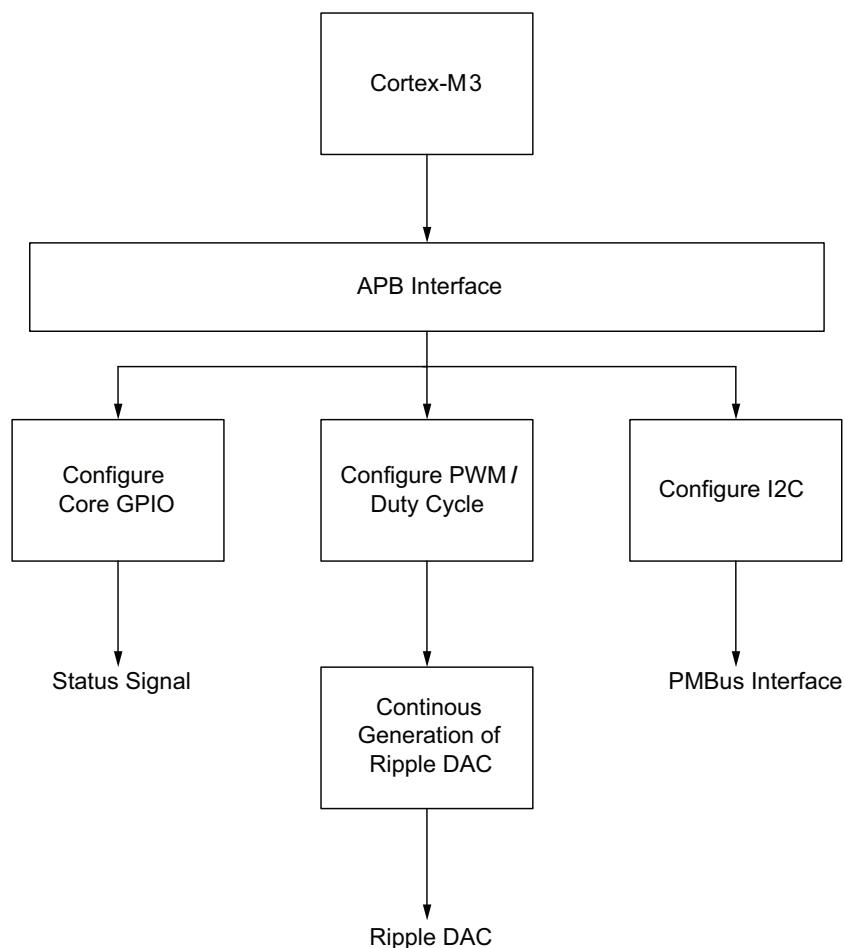 Cortex-M3
APB Interface
Configure
Core GPIO
Configure PWM/
Duty Cycle
Configure I2C
Status Signal
PMBus Interface
Continous
Generation of
Ripple DAC
Ripple DAC